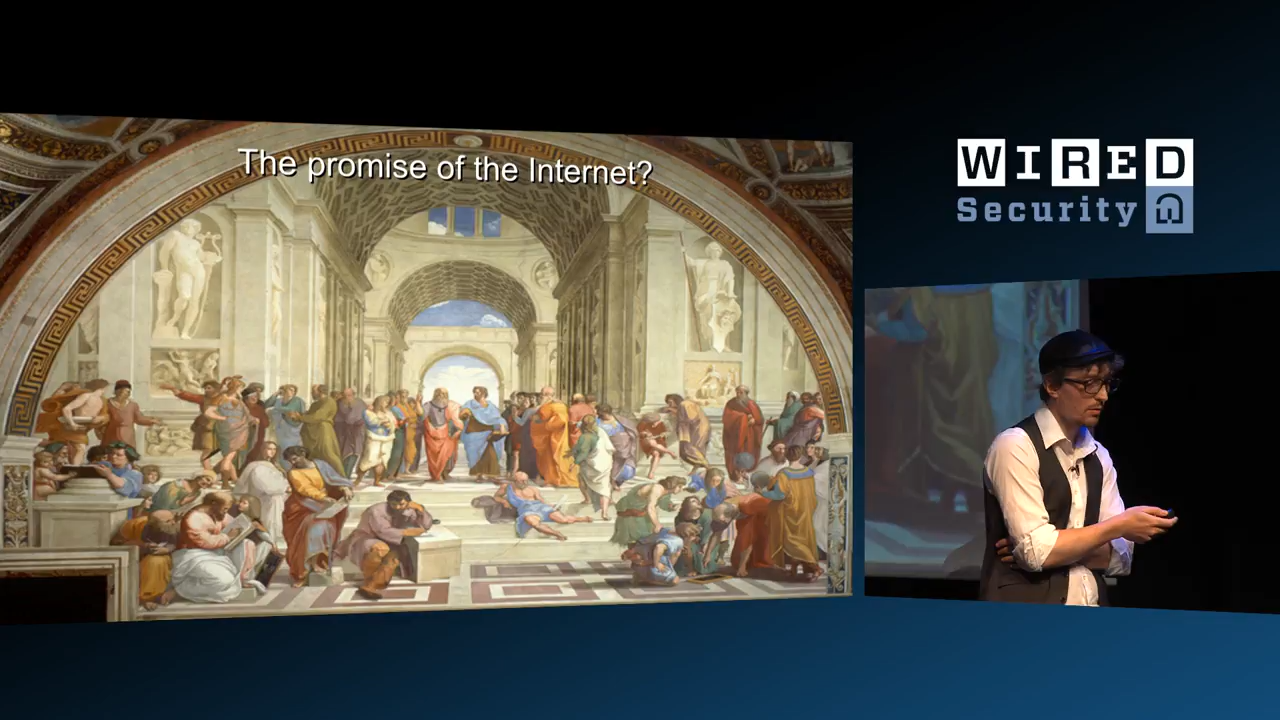 The promise of the Internet?
WIRED
Security